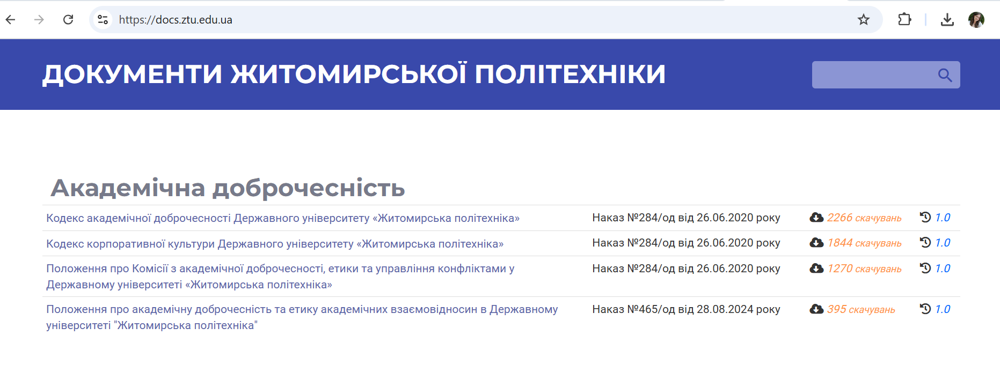 https://docs.ztu.edu.ua
ДОКУМЕНТИ ЖИТОМИРСЬКОЇ ПОЛІТЕХНІКИ
Академічна доброчесність
Кодекс академічної доброчесності Державного університету «Житомирська політехніка» Наказ №284/од від 26.06.2020 року 2266 скачувань 1.0
Кодекс корпоративної культури Державного університету «Житомирська політехніка» Наказ №284/од від 26.06.2020 року 1844 скачувань 1.0
Положення про Комісії з академічної доброчесності, етики та управління конфліктами у Наказ №284/од від 26.06.2020 року 1270 скачувань 1.0
Державному університеті «Житомирська політехніка»
Положення про академічну доброчесність та етику академічних взаємовідносин в Державному Наказ №465/од від 28.08.2024 року 395 скачувань 1.0
університеті "Житомирська політехніка"